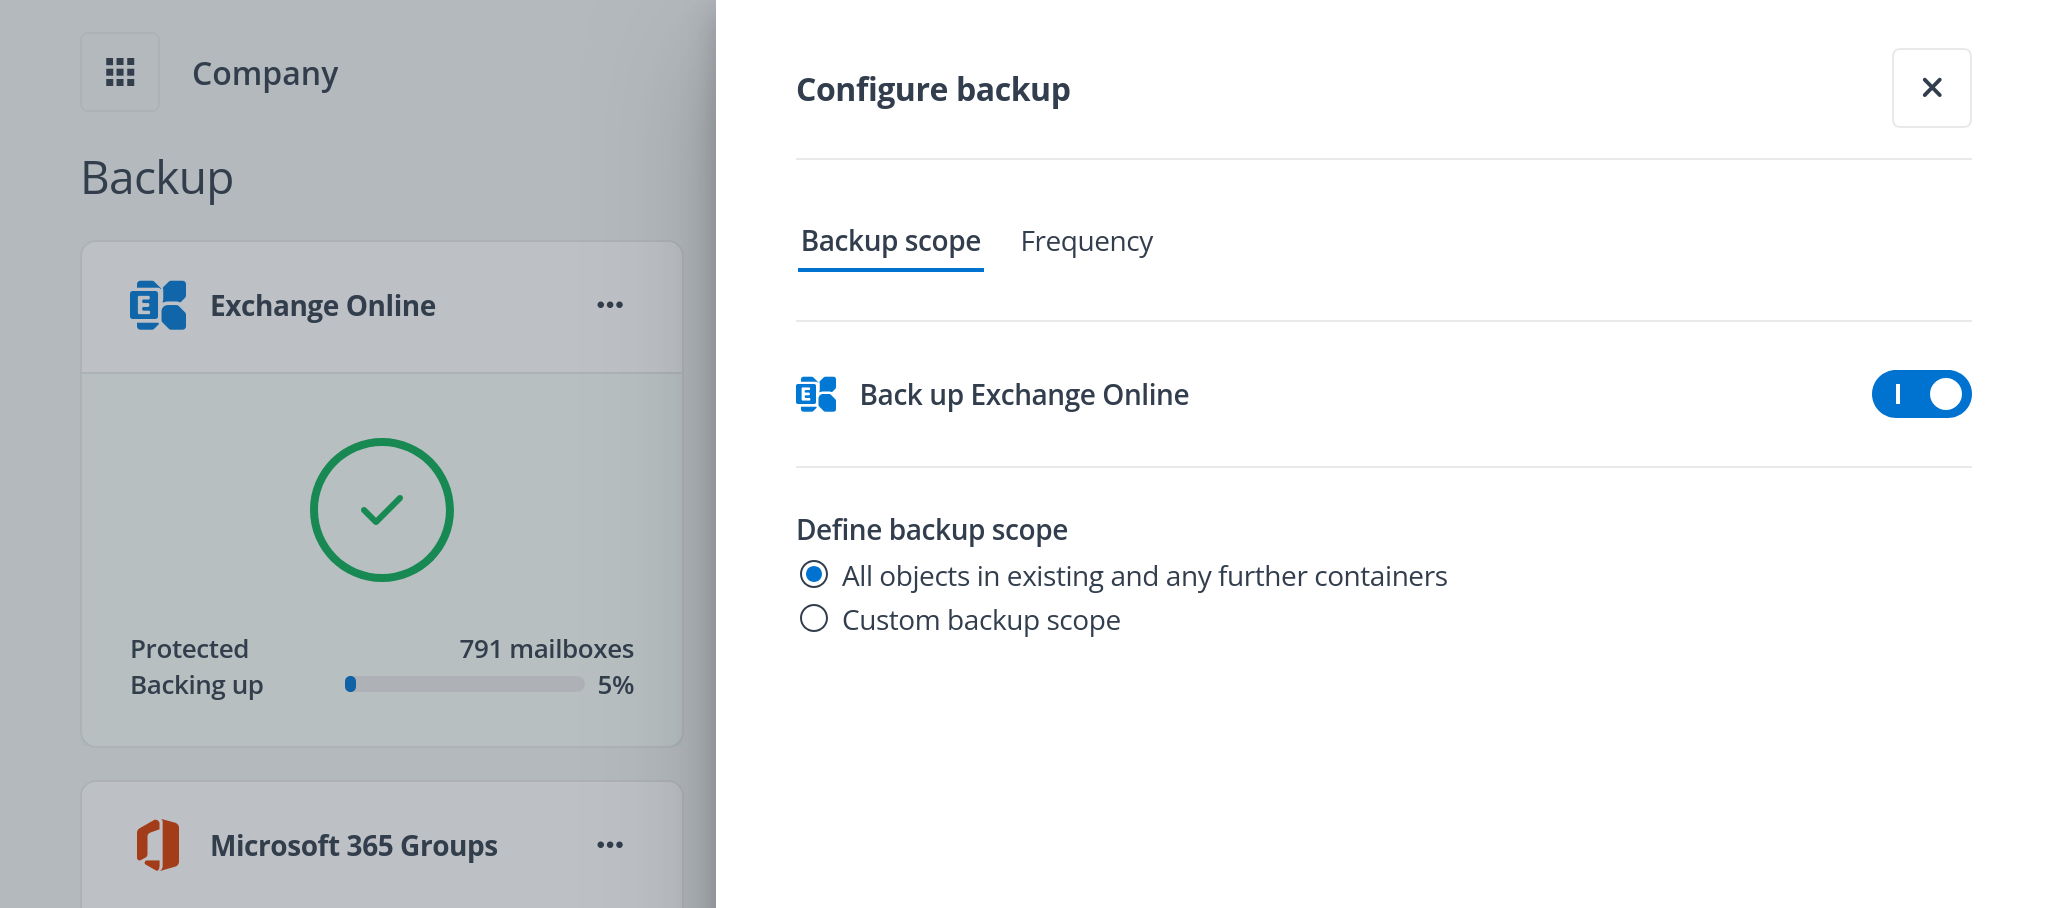 Company
Backup
Exchange Online
Protected 791 mailboxes
Backing up 5%
Microsoft 365 Groups
Configure backup
Backup scope Frequency
Back up Exchange Online
Define backup scope
All objects in existing and any further containers
Custom backup scope